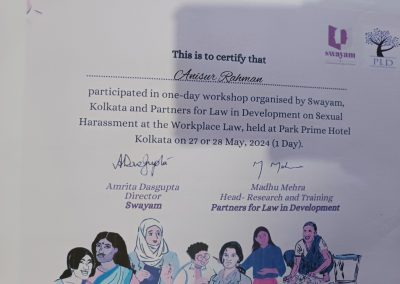 swayam
PLD
This is to certify that
Anisur Rahman
participated in one-day workshop organised by Swayam,
Kolkata and Partners for Law in Development on Sexual
Harassment at the Workplace Law, held at Park Prime Hotel
Kolkata on 27 or 28 May, 2024 (1 Day).
Amrita Dasgupta
Director
Swayam
Madhu Mehra
Head- Research and Training
Partners for Law in Development